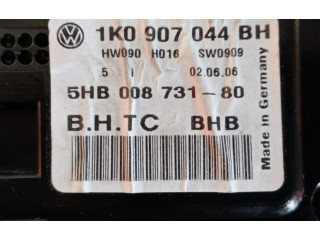 1K0 907 044 BH
HW090 H016 SW0909
5 I 02.06.06
5HB 008 731-80
B.H.TC BHB
Made in Germany